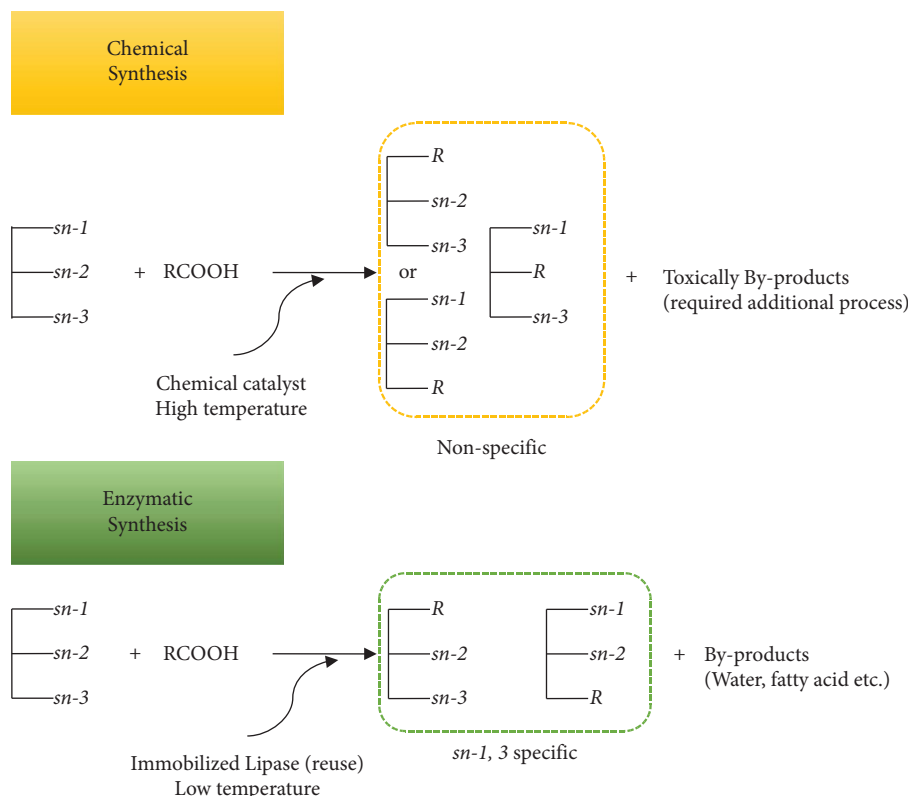 Chemical
Synthesis
sn-1
sn-2
sn-3
+ RCOOH
Chemical catalyst
High temperature
R
sn-2
sn-3
or
sn-1
sn-2
R
sn-1
R
sn-3
Non-specific
+ Toxically By-products
(required additional process)
Enzymatic
Synthesis
sn-1
sn-2
sn-3
+ RCOOH
Immobilized Lipase (reuse)
Low temperature
R
sn-2
sn-3
sn-1
sn-2
R
sn-1, 3 specific
+ By-products
(Water, fatty acid etc.)